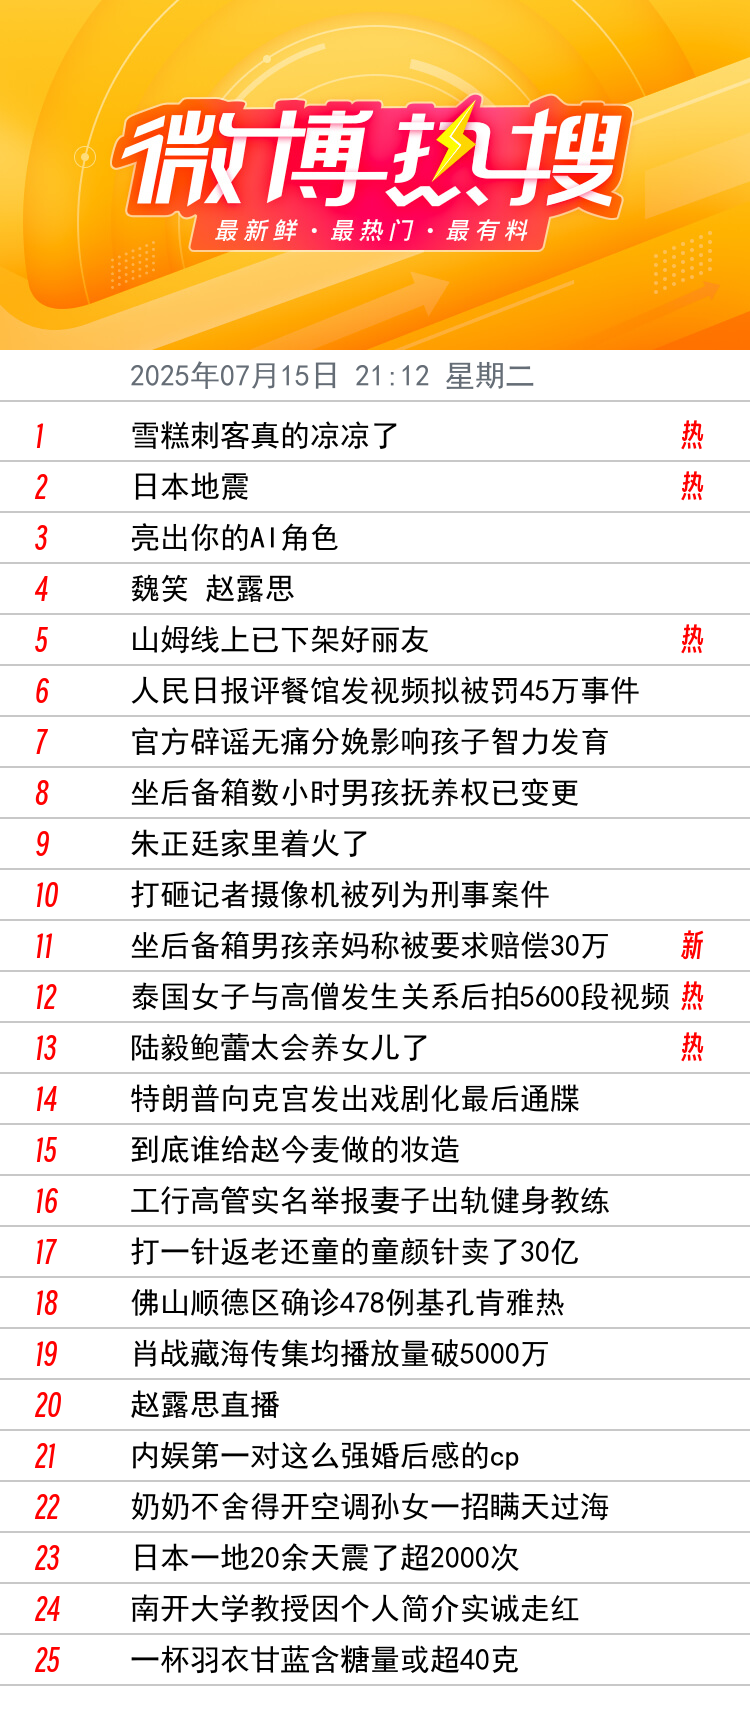 微博热搜
最新鲜·最热门·最有料
2025年07月15日 21:12 星期二
1 雪糕刺客真的凉凉了 热
2 日本地震 热
3 亮出你的AI角色
4 魏笑 赵露思
5 山姆线上已下架好丽友 热
6 人民日报评餐馆发视频拟被罚45万事件
7 官方辟谣无痛分娩影响孩子智力发育
8 坐后备箱数小时男孩抚养权已变更
9 朱正廷家里着火了
10 打砸记者摄像机被列为刑事案件
11 坐后备箱男孩亲妈称被要求赔偿30万 新
12 泰国女子与高僧发生关系后拍5600段视频 热
13 陆毅鲍蕾太会养女儿了 热
14 特朗普向克宫发出戏剧化最后通牒
15 到底谁给赵今麦做的妆造
16 工行高管实名举报妻子出轨健身教练
17 打一针返老还童的童颜针卖了30亿
18 佛山顺德区确诊478例基孔肯雅热
19 肖战藏海传集均播放量破5000万
20 赵露思直播
21 内娱第一对这么强婚后感的cp
22 奶奶不舍得开空调孙女一招瞒天过海
23 日本一地20余天震了超2000次
24 南开大学教授因个人简介实诚走红
25 一杯羽衣甘蓝含糖量或超40克